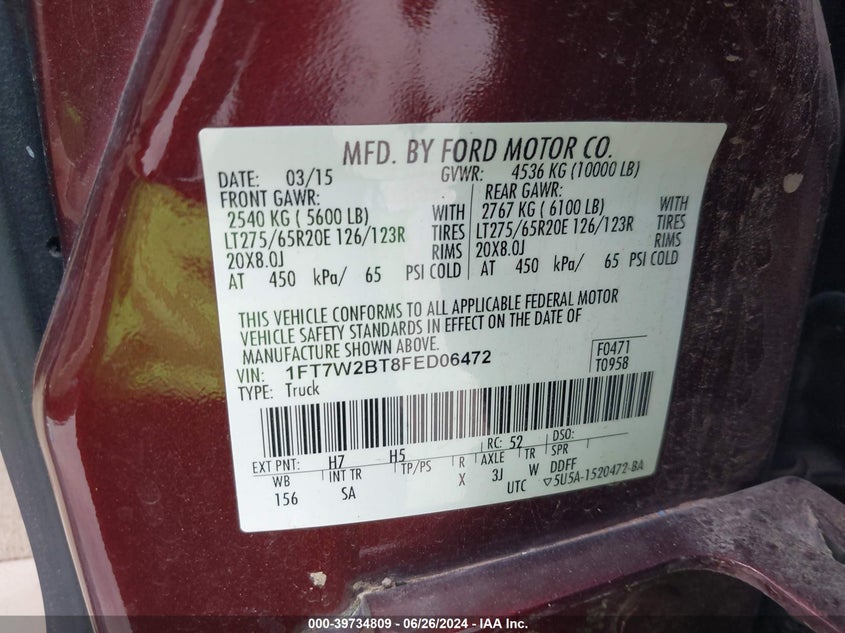 MFD. BY FORD MOTOR CO.
DATE: 03/15 GVWR: 4536 KG (10000 LB)
FRONT GAWR: REAR GAWR:
2540 KG ( 5600 LB) WITH 2767 KG ( 6100 LB) WITH
LT275/65R20E 126/123R TIRES LT275/65R20E 126/123R TIRES
20X8.0J RIMS 20X8.0J RIMS
AT 450 kPa/ 65 PSI COLD AT 450 kPa/ 65 PSI COLD
THIS VEHICLE CONFORMS TO ALL APPLICABLE FEDERAL MOTOR
VEHICLE SAFETY STANDARDS IN EFFECT ON THE DATE OF
MANUFACTURE SHOWN ABOVE.
VIN: 1FT7W2BT8FED06472 F0471
TYPE: Truck T0958
EXT PNT: H7 H5 RC: 52 DSO:
WB INT TR TP/PS R AXLE TR SPR
156 SA X 3J W DDFF
UTC ▽5U5A-1520472-BA
000-39734809 - 06/26/2024 - IAA Inc.